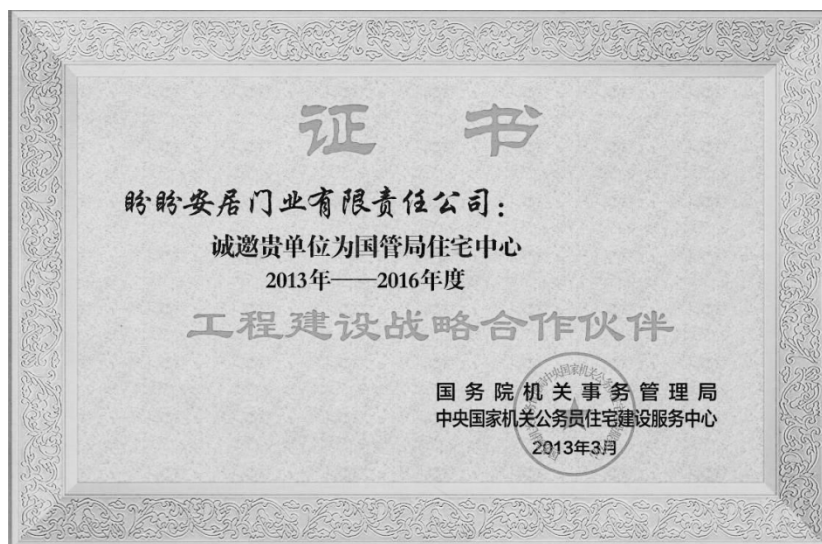 证 书
盼盼安居门业有限责任公司：
诚邀贵单位为国管局住宅中心
2013年——2016年度
工程建设战略合作伙伴
国务院机关事务管理局
中央国家机关公务员住宅建设服务中心
2013年3月